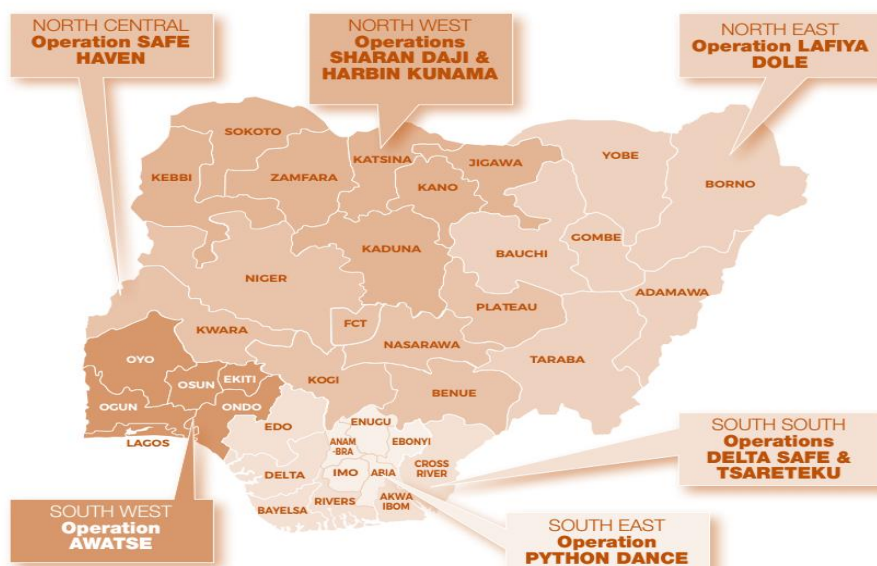 NORTH CENTRAL
Operation SAFE
HAVEN
NORTH WEST
Operations
SHARAN DAJI &
HARBIN KUNAMA
NORTH EAST
Operation LAFIYA
DOLE
SOKOTO
KEBBI
ZAMFARA
KATSINA
JIGAWA
KANO
YOBE
BORNO
KADUNA
BAUCHI
GOMBE
NIGER
ADAMAWA
PLATEAU
KWARA
FCT
NASARAWA
TARABA
OYO
OSUN
EKITI
KOGI
BENUE
OGUN
ONDO
LAGOS
EDO
ENUGU
ANAM
-BRA
EBONYI
CROSS
RIVER
DELTA
IMO
ABIA
BAYELSA
RIVERS
AKWA
IBOM
SOUTH SOUTH
Operations
DELTA SAFE &
TSARETEKU
SOUTH WEST
Operation
AWATSE
SOUTH EAST
Operation
PYTHON DANCE